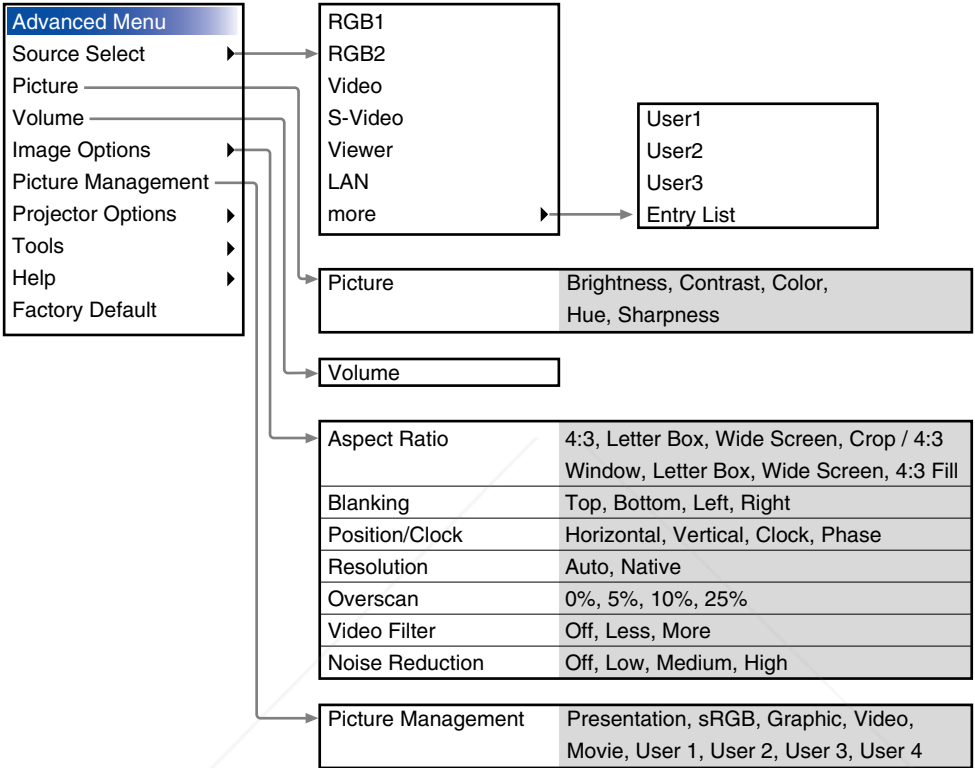 Advanced Menu
Source Select
Picture
Volume
Image Options
Picture Management
Projector Options
Tools
Help
Factory Default
RGB1
RGB2
Video
S-Video
Viewer
LAN
more
User1
User2
User3
Entry List
Picture Brightness, Contrast, Color,
Hue, Sharpness
Volume
Aspect Ratio 4:3, Letter Box, Wide Screen, Crop / 4:3
Window, Letter Box, Wide Screen, 4:3 Fill
Blanking Top, Bottom, Left, Right
Position/Clock Horizontal, Vertical, Clock, Phase
Resolution Auto, Native
Overscan 0%, 5%, 10%, 25%
Video Filter Off, Less, More
Noise Reduction Off, Low, Medium, High
Picture Management Presentation, sRGB, Graphic, Video,
Movie, User 1, User 2, User 3, User 4